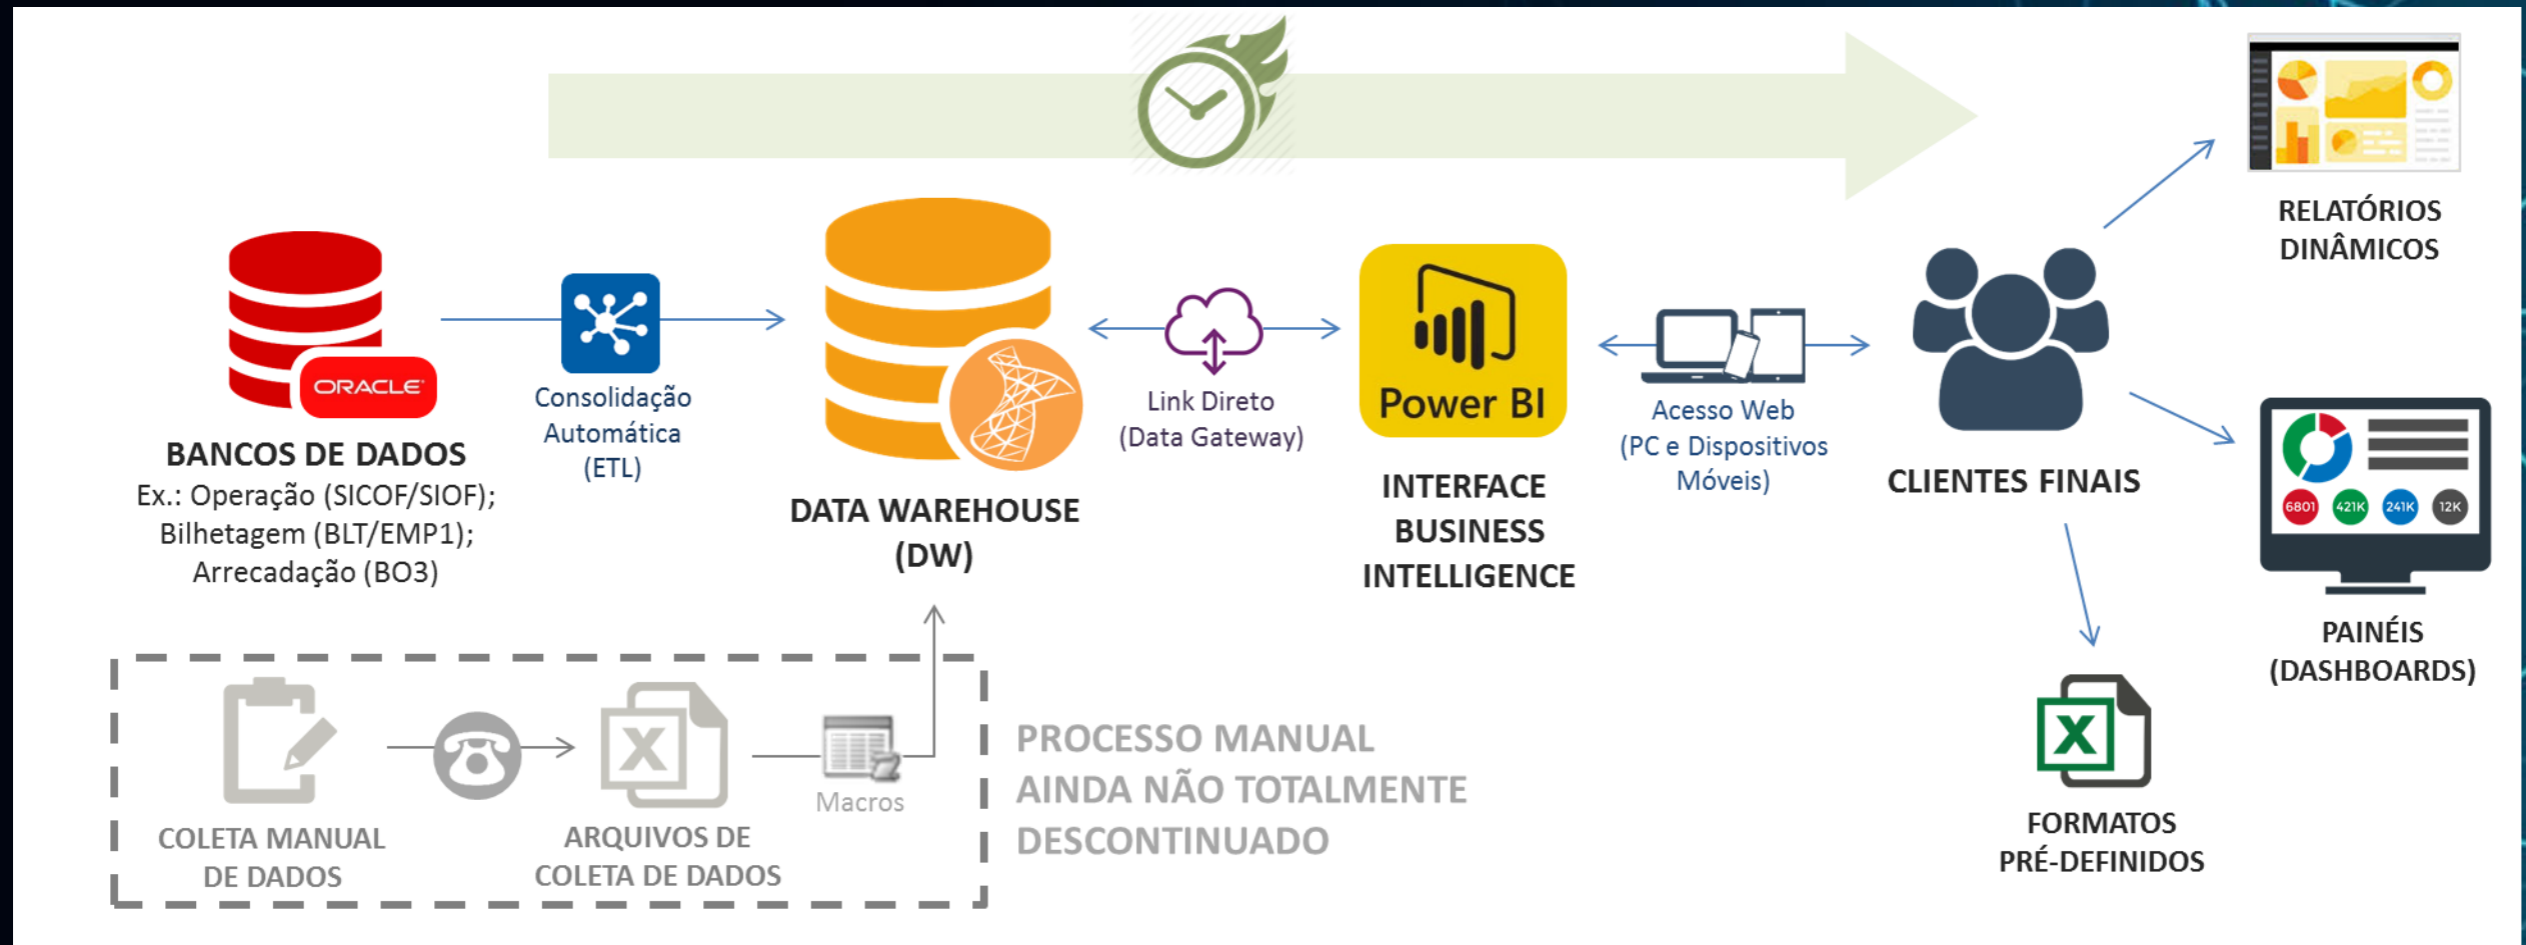 RELATÓRIOS
DINÂMICOS
ORACLE
BANCOS DE DADOS
Ex.: Operação (SICOF/SIOF);
Bilhetagem (BLT/EMP1);
Arrecadação (BO3)
Consolidação
Automática
(ETL)
DATA WAREHOUSE
(DW)
Link Direto
(Data Gateway)
Power BI
INTERFACE
BUSINESS
INTELLIGENCE
Acesso Web
(PC e Dispositivos
Móveis)
CLIENTES FINAIS
6801
421K
241K
12K
PAINÉIS
(DASHBOARDS)
X
FORMATOS
PRÉ-DEFINIDOS
COLETA MANUAL
DE DADOS
X
ARQUIVOS DE
COLETA DE DADOS
Macros
PROCESSO MANUAL
AINDA NÃO TOTALMENTE
DESCONTINUADO